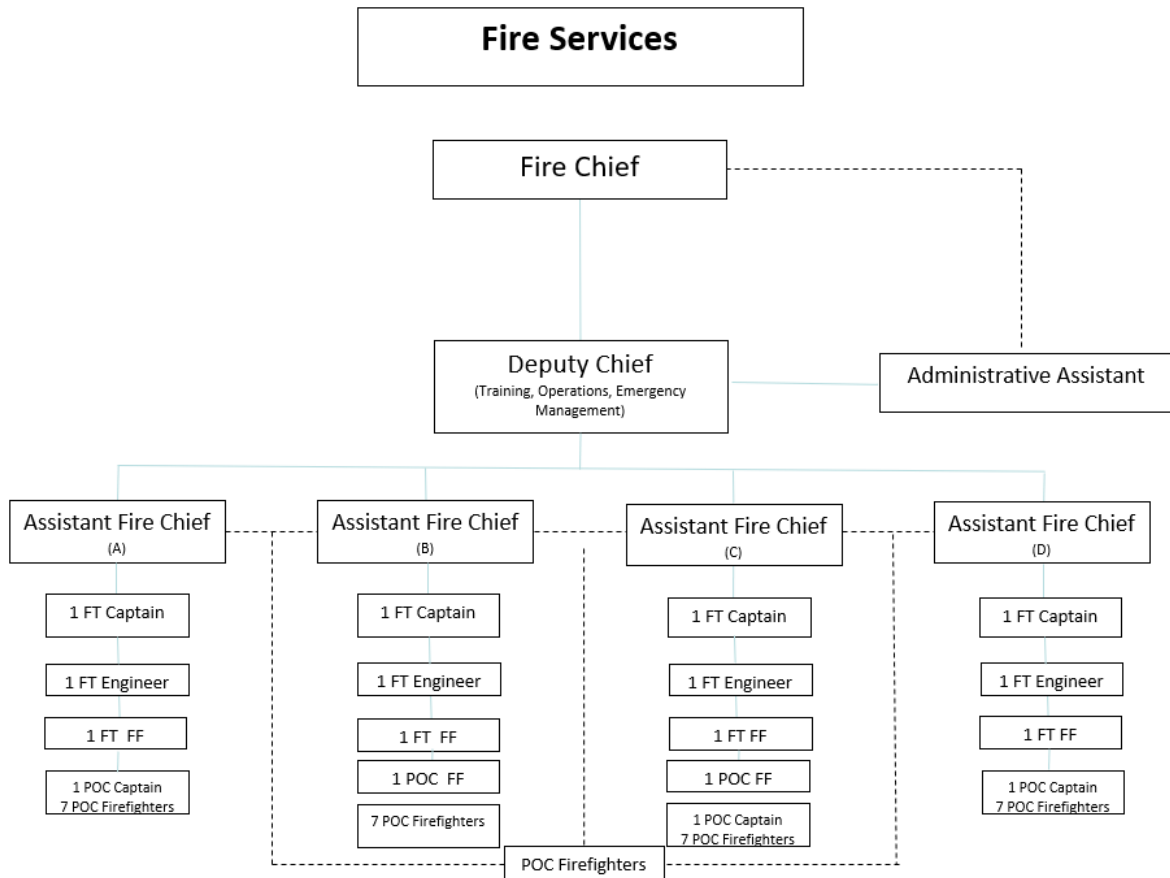 Fire Services
Fire Chief
Deputy Chief
(Training, Operations, Emergency
Management)
Administrative Assistant
Assistant Fire Chief
(A)
Assistant Fire Chief
(B)
Assistant Fire Chief
(C)
Assistant Fire Chief
(D)
1 FT Captain
1 FT Captain
1 FT Captain
1 FT Captain
1 FT Engineer
1 FT Engineer
1 FT Engineer
1 FT Engineer
1 FT FF
1 FT FF
1 FT FF
1 FT FF
1 POC Captain
7 POC Firefighters
1 POC FF
1 POC FF
1 POC Captain
7 POC Firefighters
7 POC Firefighters
1 POC Captain
7 POC Firefighters
POC Firefighters